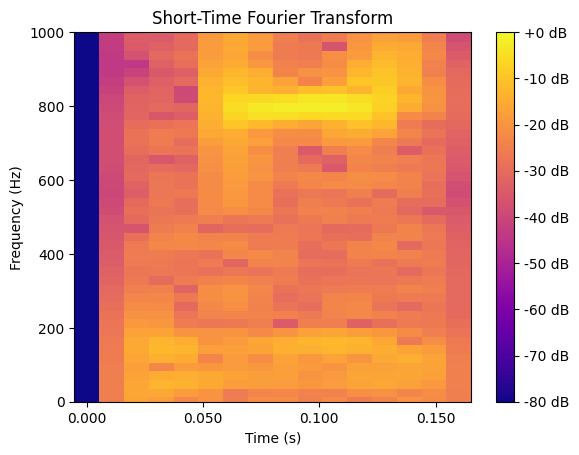 Short-Time Fourier Transform
1000
800
600
400
200
0
Frequency (Hz)
0.000
0.050
0.100
0.150
Time (s)
+0 dB
-10 dB
-20 dB
-30 dB
-40 dB
-50 dB
-60 dB
-70 dB
-80 dB